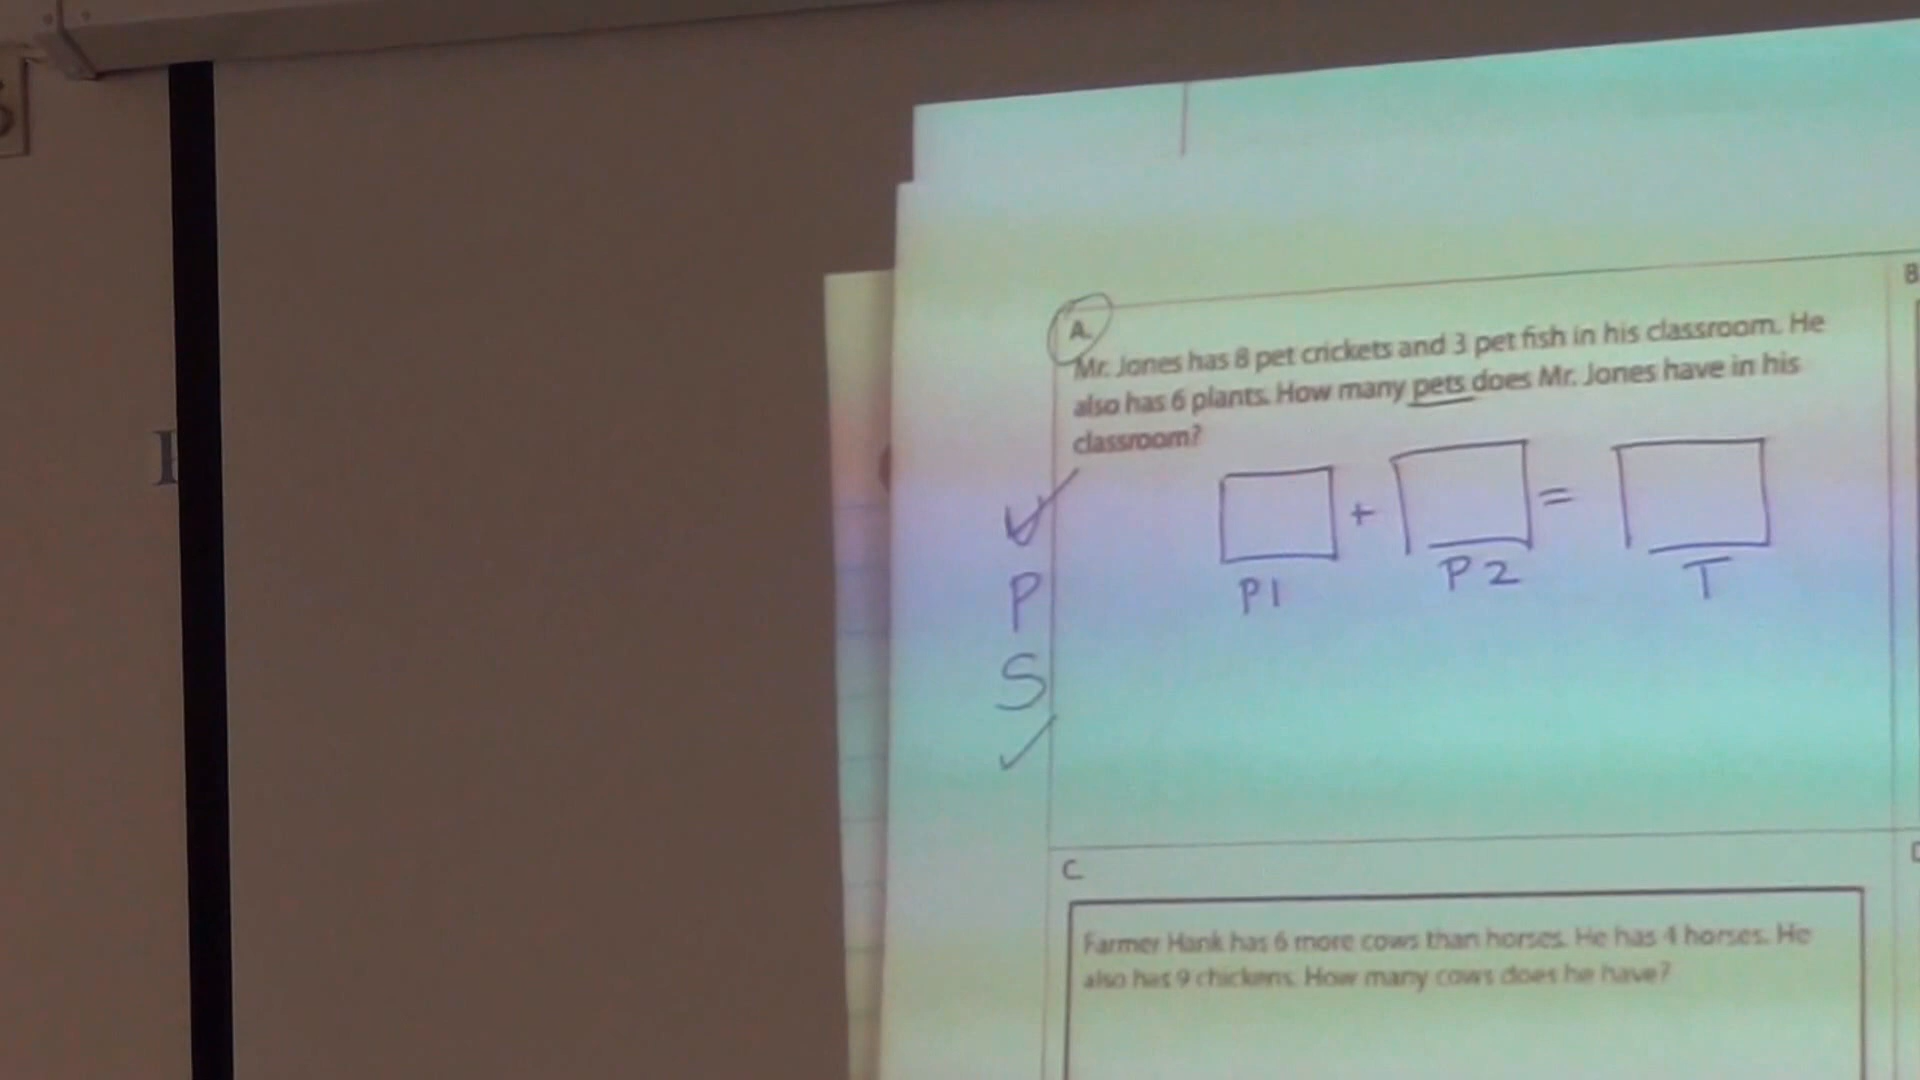 A.
Mr. Jones has 8 pet crickets and 3 pet fish in his classroom. He
also has 6 plants. How many pets does Mr. Jones have in his
classroom?
+ =
P1 P2 T
P
S
C
Farmer Hank has 6 more cows than horses. He has 4 horses. He
also has 9 chickens. How many cows does he have?
B